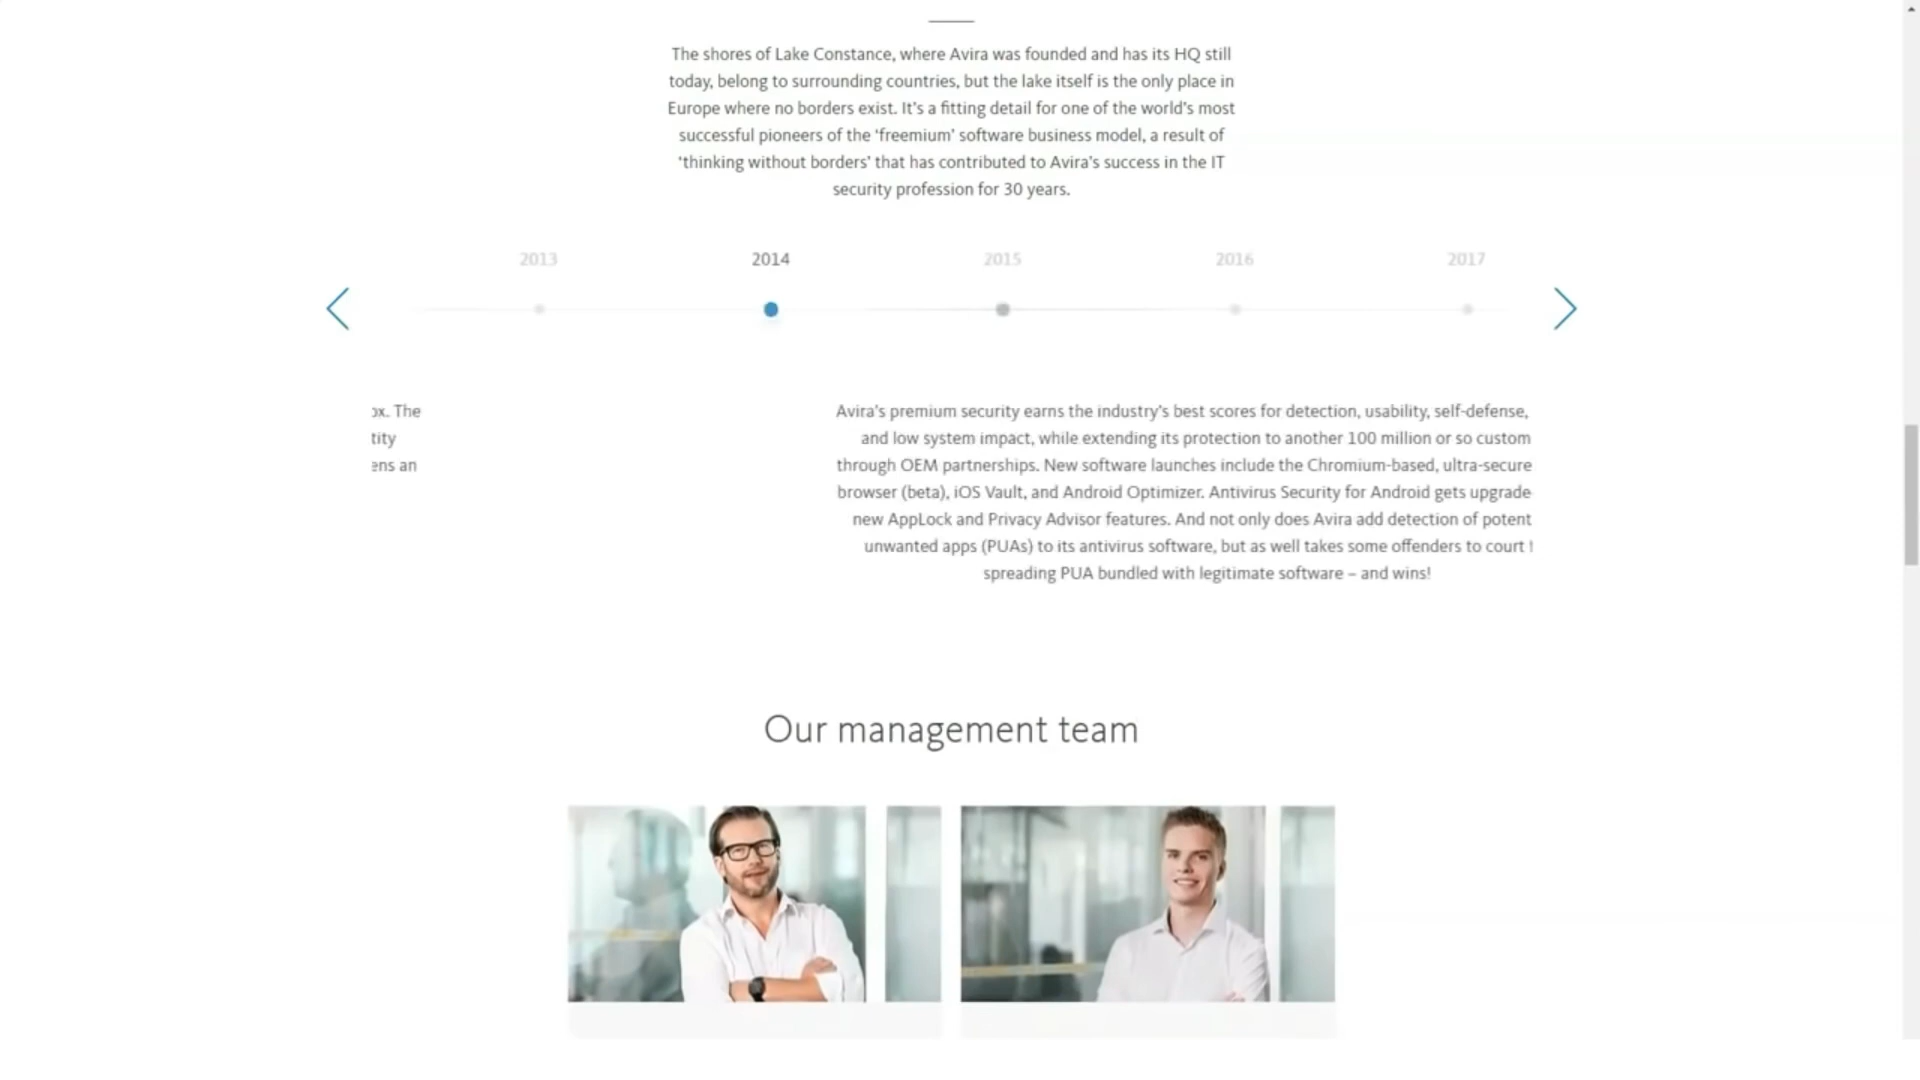 The shores of Lake Constance, where Avira was founded and has its HQ still
today, belong to surrounding countries, but the lake itself is the only place in
Europe where no borders exist. It's a fitting detail for one of the world's most
successful pioneers of the 'freemium' software business model, a result of
'thinking without borders' that has contributed to Avira's success in the IT
security profession for 30 years.
2013 2014 2015 2016 2017
ox. The
tity
ens an
Avira's premium security earns the industry's best scores for detection, usability, self-defense,
and low system impact, while extending its protection to another 100 million or so custom
through OEM partnerships. New software launches include the Chromium-based, ultra-secure
browser (beta), iOS Vault, and Android Optimizer. Antivirus Security for Android gets upgrade
new AppLock and Privacy Advisor features. And not only does Avira add detection of potent
unwanted apps (PUAs) to its antivirus software, but as well takes some offenders to court
spreading PUA bundled with legitimate software – and wins!
Our management team